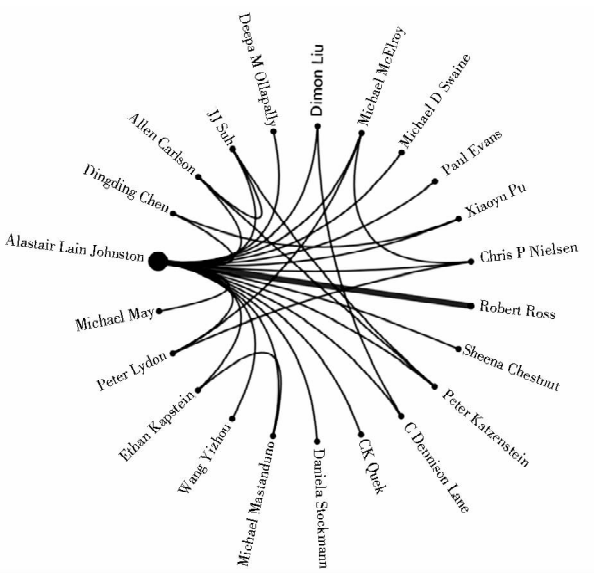 Deepa M Ollapally
Dimon Liu
Michael McElroy
Michael D Swaine
Paul Evans
Xiaoyu Pu
Chris P Nielsen
Robert Ross
Sheena Chestnut
Peter Katzenstein
C Dennison Lane
CK Quek
Daniela Stockmann
Michael Mastanduno
Wang Yizhou
Ethan Kapstein
Peter Lydon
Michael May
Alastair Lain Johnston
Dingding Chen
Allen Carlson
JJ Suh